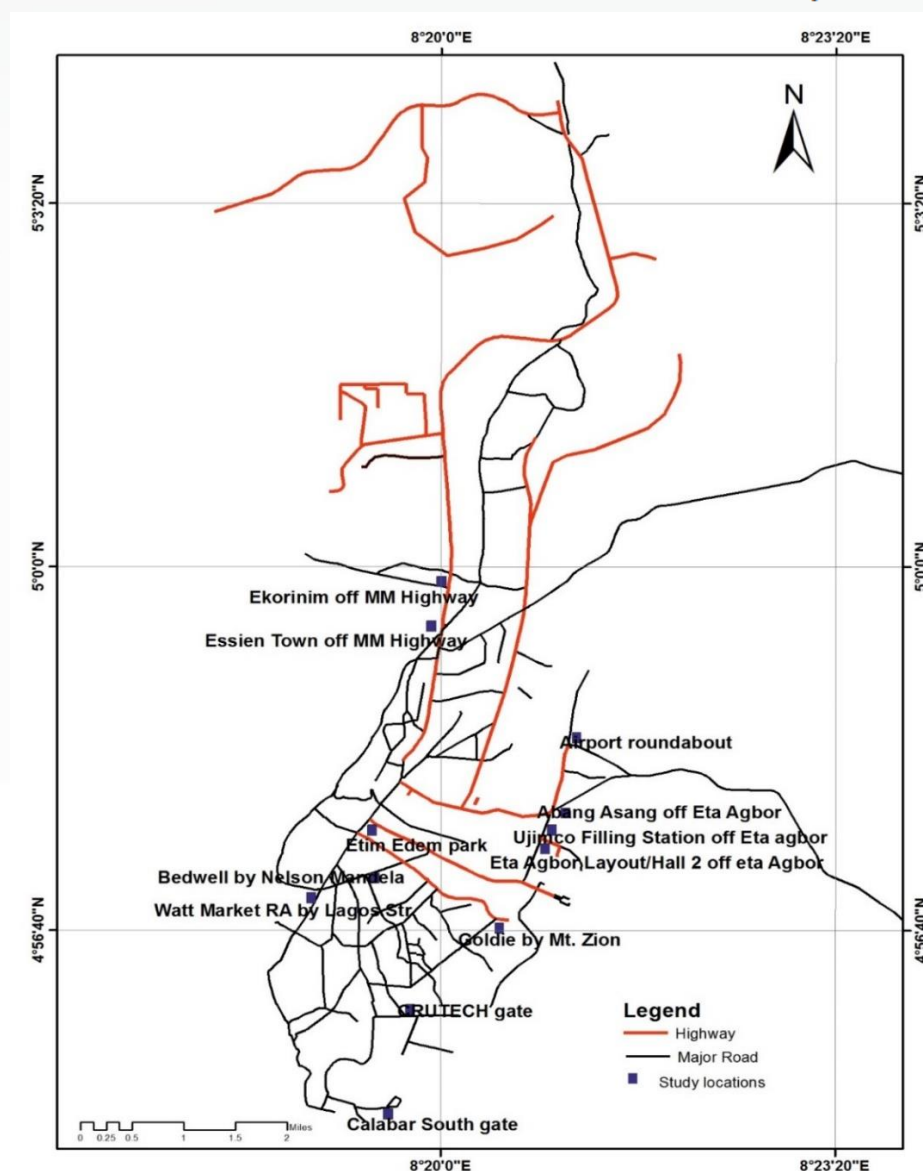 8°20'0"E
8°23'20"E
N
5°3'20"N
5°3'20"N
5°0'0"N
5°0'0"N
Ekorinim off MM Highway
Essien Town off MM Highway
Airport roundabout
Abang Asang off Eta Agbor
Ujimco Filling Station off Eta agbor
Etim Edem park
Eta Agbor Layout/Hall 2 off eta Agbor
Bedwell by Nelson Mandela
Watt Market RA by Lagos Str.
4°56'40"N
4°56'40"N
Goldie by Mt. Zion
CRUTECH gate
Legend
Highway
Major Road
Study locations
Calabar South gate
Miles
0 0.25 0.5 1 1.5 2
8°20'0"E
8°23'20"E